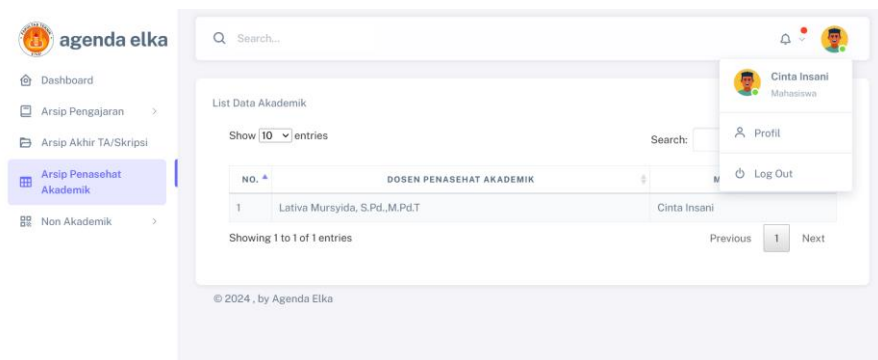 agenda elka
Dashboard
Arsip Pengajaran
Arsip Akhir TA/Skripsi
Arsip Penasehat
Akademik
Non Akademik
Search...
Cinta Insani
Mahasiswa
Profil
Log Out
List Data Akademik
Show 10 entries
Search:
NO. DOSEN PENASEHAT AKADEMIK M
1 Lativa Mursyida, S.Pd.,M.Pd.T Cinta Insani
Showing 1 to 1 of 1 entries
Previous 1 Next
© 2024 , by Agenda Elka